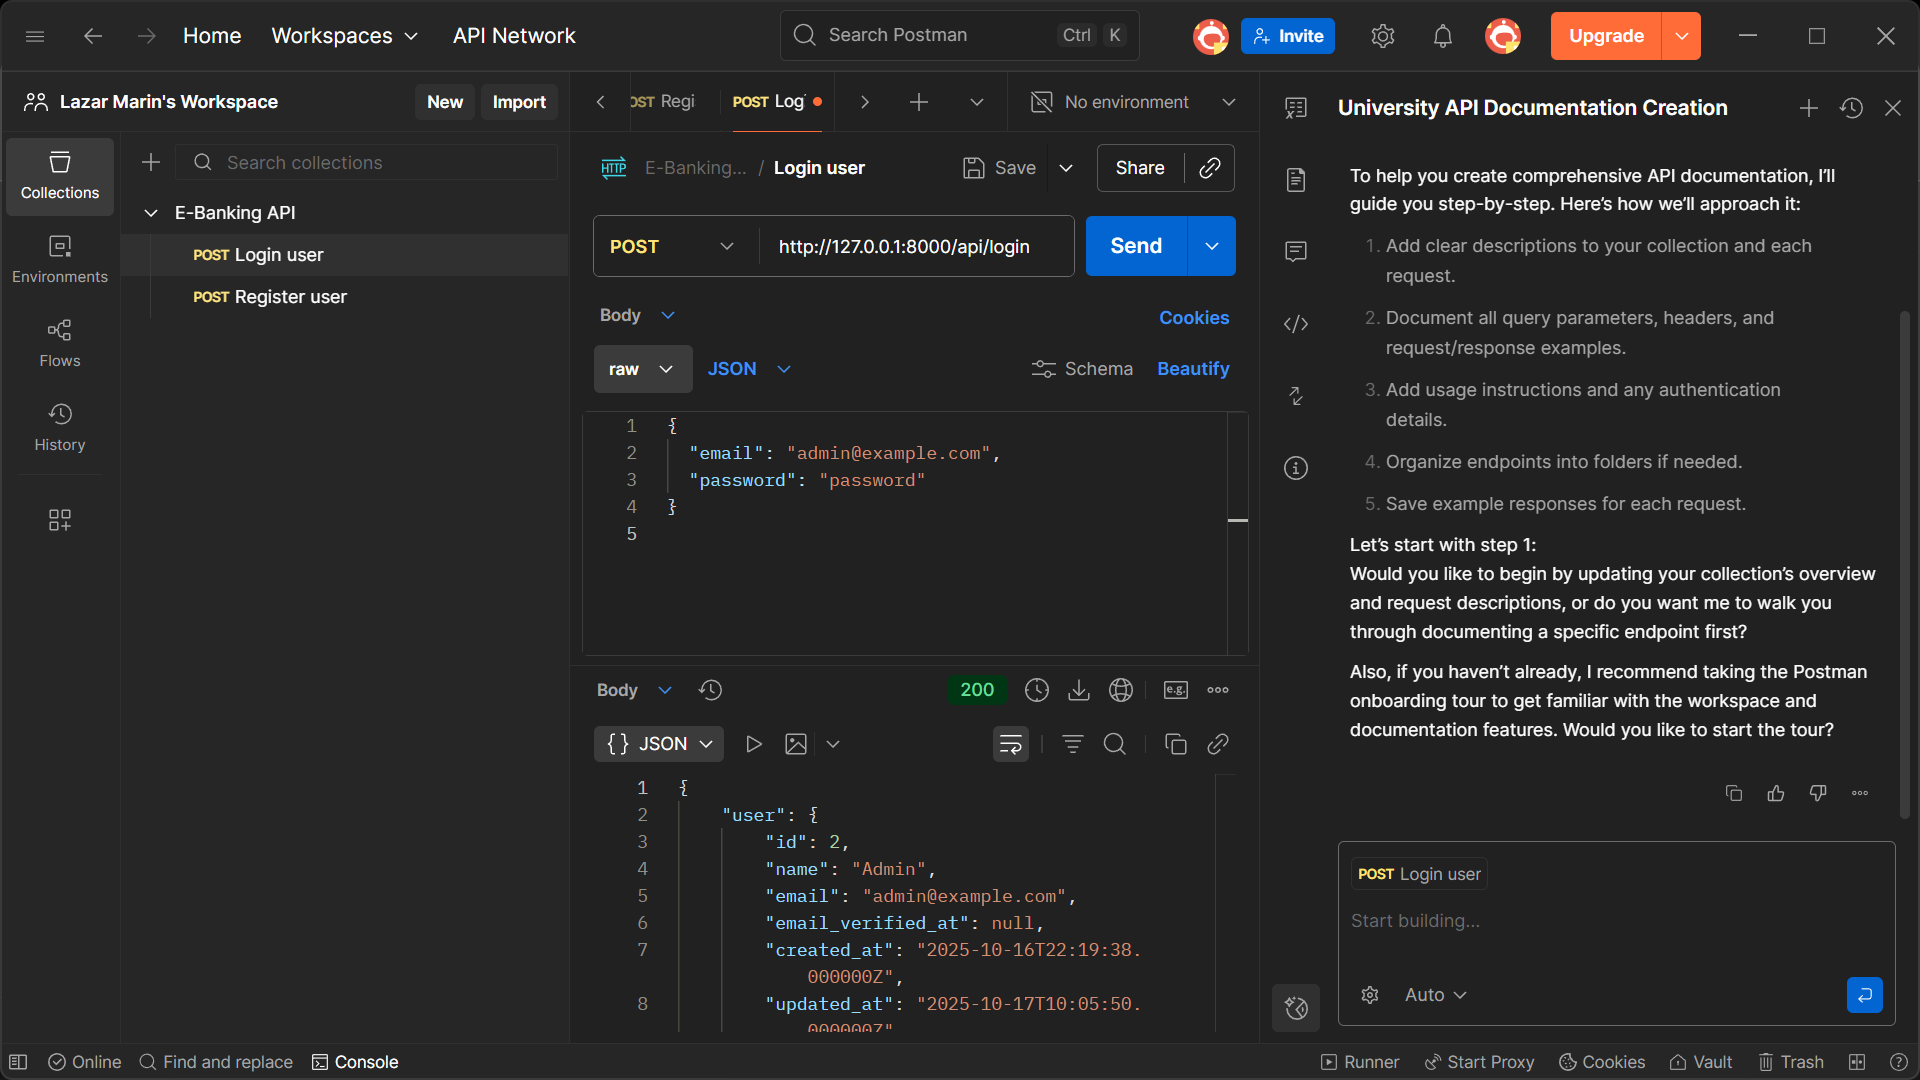 Home Workspaces API Network
Search Postman Ctrl K
Invite
Upgrade
Lazar Marin's Workspace
New Import
Collections
Environments
Flows
History
Search collections
E-Banking API
POST Login user
POST Register user
OST Regi
POST Log
No environment
HTTP E-Banking... / Login user
Save
Share
POST http://127.0.0.1:8000/api/login
Send
Body
Cookies
raw JSON
Schema Beautify
1 {
2 "email": "admin@example.com",
3 "password": "password"
4 }
5
Body
200
e.g.
{} JSON
1 {
2 "user": {
3 "id": 2,
4 "name": "Admin",
5 "email": "admin@example.com",
6 "email_verified_at": null,
7 "created_at": "2025-10-16T22:19:38.
000000Z",
8 "updated_at": "2025-10-17T10:05:50.
000000Z"
University API Documentation Creation
To help you create comprehensive API documentation, I’ll
guide you step-by-step. Here’s how we’ll approach it:
1. Add clear descriptions to your collection and each
request.
2. Document all query parameters, headers, and
request/response examples.
3. Add usage instructions and any authentication
details.
4. Organize endpoints into folders if needed.
5. Save example responses for each request.
Let’s start with step 1:
Would you like to begin by updating your collection’s overview
and request descriptions, or do you want me to walk you
through documenting a specific endpoint first?
Also, if you haven’t already, I recommend taking the Postman
onboarding tour to get familiar with the workspace and
documentation features. Would you like to start the tour?
POST Login user
Start building...
Auto
Online Find and replace Console
Runner Start Proxy Cookies Vault Trash